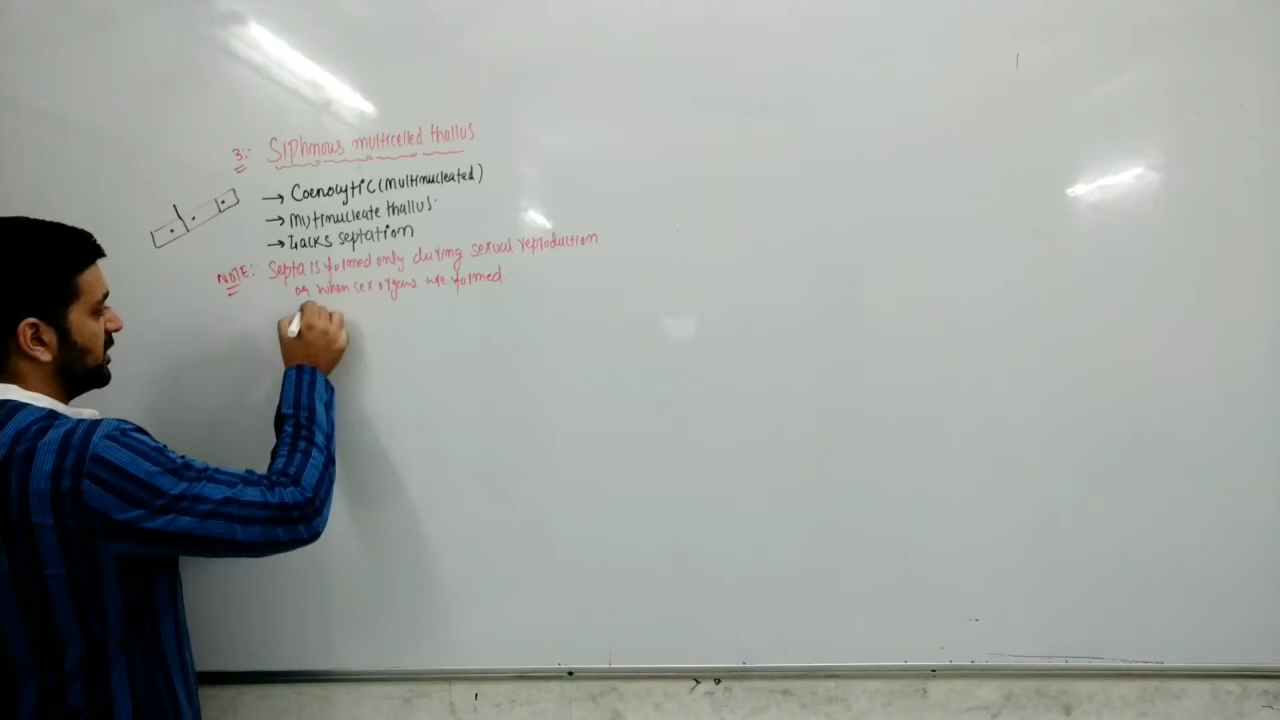 3:- Siphnous multicelled thallus
→ Coenolytic (multinucleated)
→ multinucleate thallus.
→ Lacks septation
NOTE:- Septa is formed only during sexual reproduction
or when sex organs are formed.